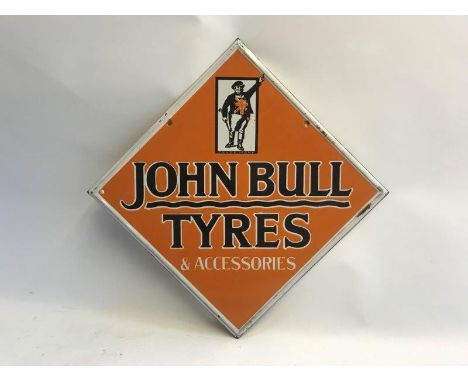 JOHN BULL
TYRES
& ACCESSORIES